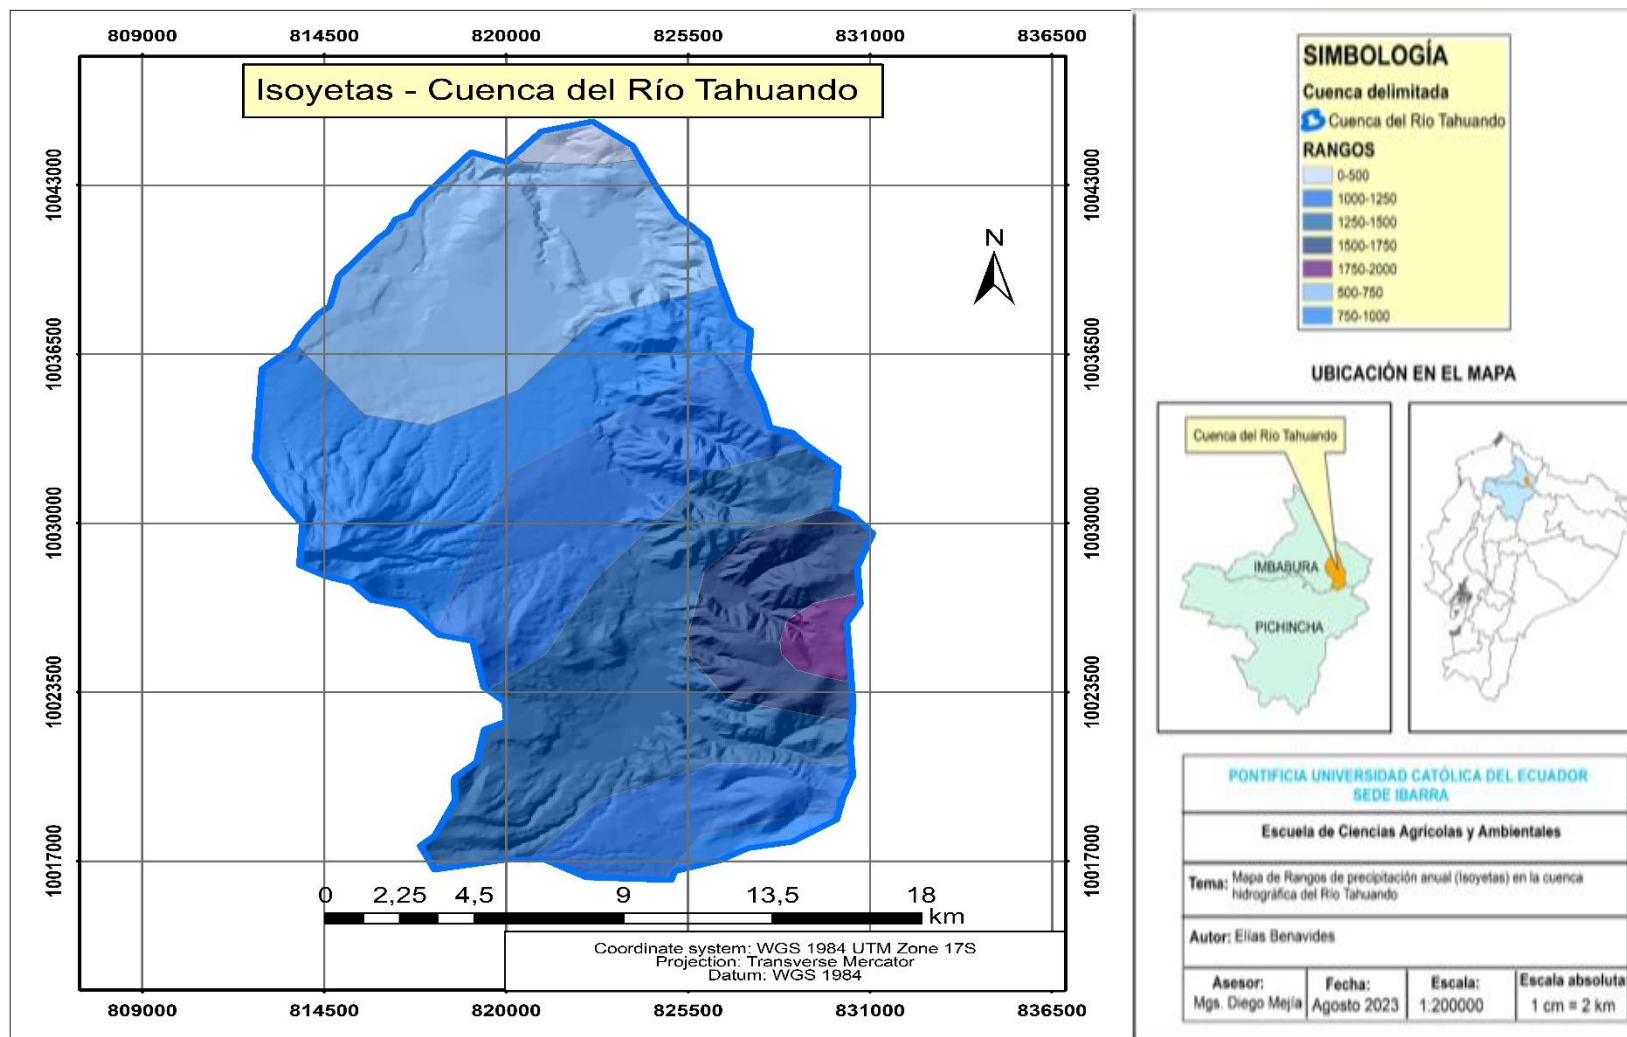 809000 814500 820000 825500 831000 836500
Isoyetas - Cuenca del Río Tahuando
10043000 10043000
N
10036500 10036500
10030000 10030000
10023500 10023500
10017000 10017000
0 2,25 4,5 9 13,5 18
km
Coordinate system: WGS 1984 UTM Zone 17S
Projection: Transverse Mercator
Datum: WGS 1984
809000 814500 820000 825500 831000 836500
SIMBOLOGÍA
Cuenca delimitada
Cuenca del Río Tahuando
RANGOS
0-500
1000-1250
1250-1500
1500-1750
1750-2000
500-750
750-1000
UBICACIÓN EN EL MAPA
Cuenca del Río Tahuando
IMBABURA
PICHINCHA
PONTIFICIA UNIVERSIDAD CATÓLICA DEL ECUADOR
SEDE IBARRA
Escuela de Ciencias Agrícolas y Ambientales
Tema: Mapa de Rangos de precipitación anual (Isoyetas) en la cuenca
hidrográfica del Río Tahuando
Autor: Elías Benavides
Asesor: Fecha: Escala: Escala absoluta
Mgs. Diego Mejía Agosto 2023 1:200000 1 cm = 2 km